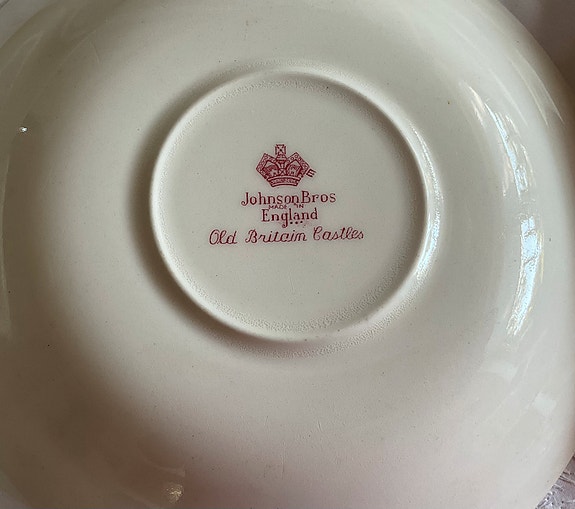 Johnson Bros
MADE IN
England
Old Britain Castles